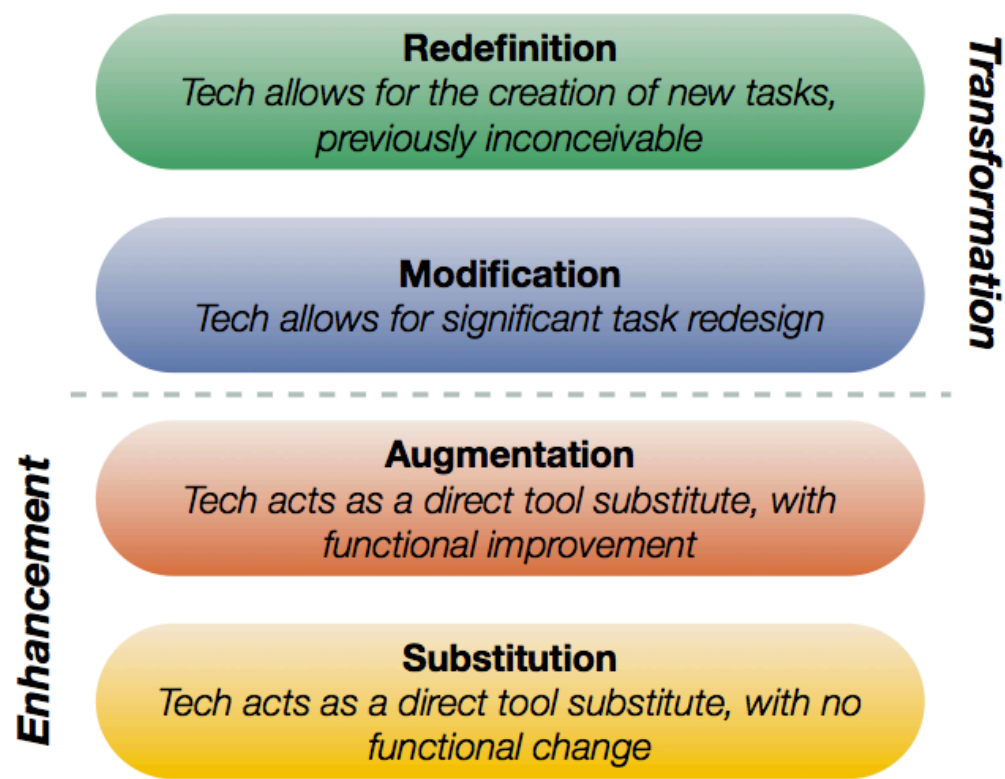 Redefinition
Tech allows for the creation of new tasks,
previously inconceivable
Transformation
Modification
Tech allows for significant task redesign
Enhancement
Augmentation
Tech acts as a direct tool substitute, with
functional improvement
Substitution
Tech acts as a direct tool substitute, with no
functional change